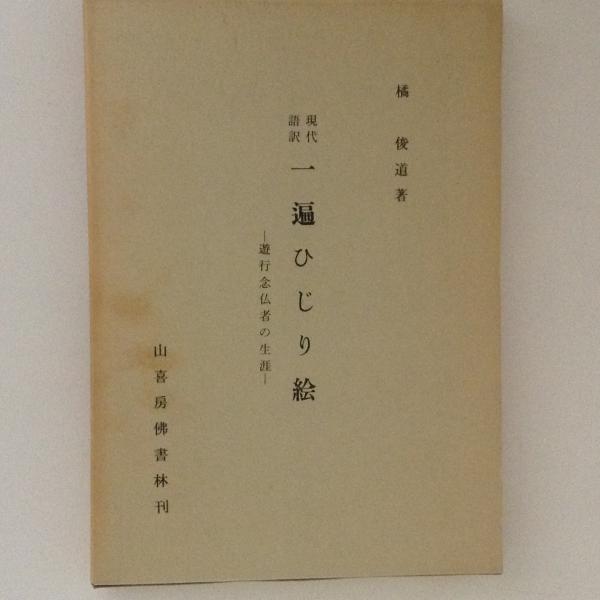 橘 俊道著
現代語訳 一遍ひじり絵
―遊行念仏者の生涯―
山喜房佛書林刊